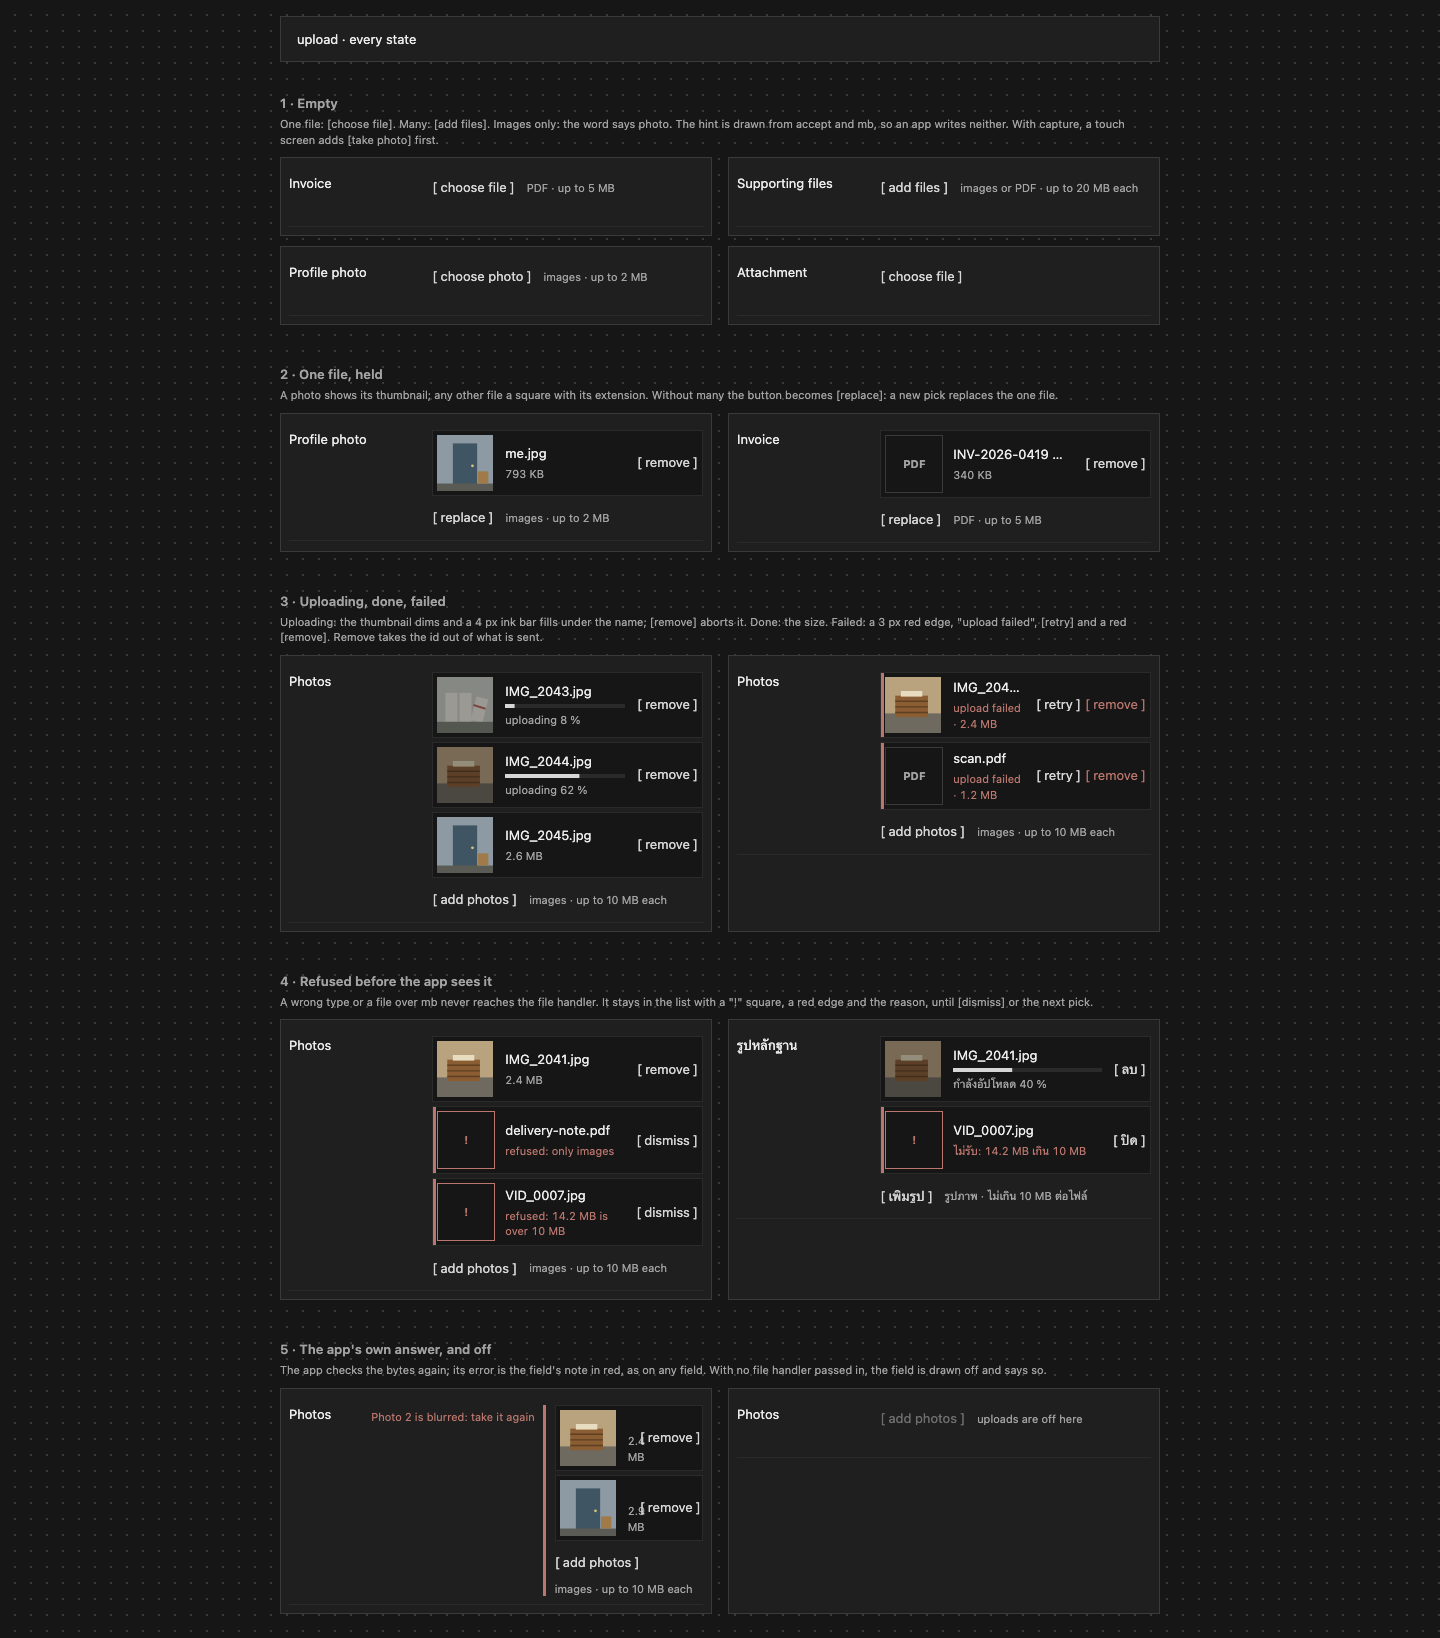 upload · every state
1 · Empty
One file: [choose file]. Many: [add files]. Images only: the word says photo. The hint is drawn from accept and mb, so an app writes neither. With capture, a touch
screen adds [take photo] first.
Invoice
[ choose file ] PDF · up to 5 MB
Supporting files
[ add files ] images or PDF · up to 20 MB each
Profile photo
[ choose photo ] images · up to 2 MB
Attachment
[ choose file ]
2 · One file, held
A photo shows its thumbnail; any other file a square with its extension. Without many the button becomes [replace]: a new pick replaces the one file.
Profile photo
me.jpg
793 KB
[ remove ]
[ replace ] images · up to 2 MB
Invoice
PDF
INV-2026-0419 ...
340 KB
[ remove ]
[ replace ] PDF · up to 5 MB
3 · Uploading, done, failed
Uploading: the thumbnail dims and a 4 px ink bar fills under the name; [remove] aborts it. Done: the size. Failed: a 3 px red edge, "upload failed", [retry] and a red
[remove]. Remove takes the id out of what is sent.
Photos
IMG_2043.jpg
uploading 8 %
[ remove ]
IMG_2044.jpg
uploading 62 %
[ remove ]
IMG_2045.jpg
2.6 MB
[ remove ]
[ add photos ] images · up to 10 MB each
Photos
IMG_204...
upload failed
· 2.4 MB
[ retry ] [ remove ]
PDF
scan.pdf
upload failed
· 1.2 MB
[ retry ] [ remove ]
[ add photos ] images · up to 10 MB each
4 · Refused before the app sees it
A wrong type or a file over mb never reaches the file handler. It stays in the list with a "!" square, a red edge and the reason, until [dismiss] or the next pick.
Photos
IMG_2041.jpg
2.4 MB
[ remove ]
!
delivery-note.pdf
refused: only images
[ dismiss ]
!
VID_0007.jpg
refused: 14.2 MB is
over 10 MB
[ dismiss ]
[ add photos ] images · up to 10 MB each
รูปหลักฐาน
IMG_2041.jpg
กำลังอัปโหลด 40 %
[ ลบ ]
!
VID_0007.jpg
ไม่รับ: 14.2 MB เกิน 10 MB
[ ปิด ]
[ เพิ่มรูป ] รูปภาพ · ไม่เกิน 10 MB ต่อไฟล์
5 · The app's own answer, and off
The app checks the bytes again; its error is the field's note in red, as on any field. With no file handler passed in, the field is drawn off and says so.
Photos
Photo 2 is blurred: take it again
2.4
MB
[ remove ]
2.9
MB
[ remove ]
[ add photos ]
images · up to 10 MB each
Photos
[ add photos ] uploads are off here